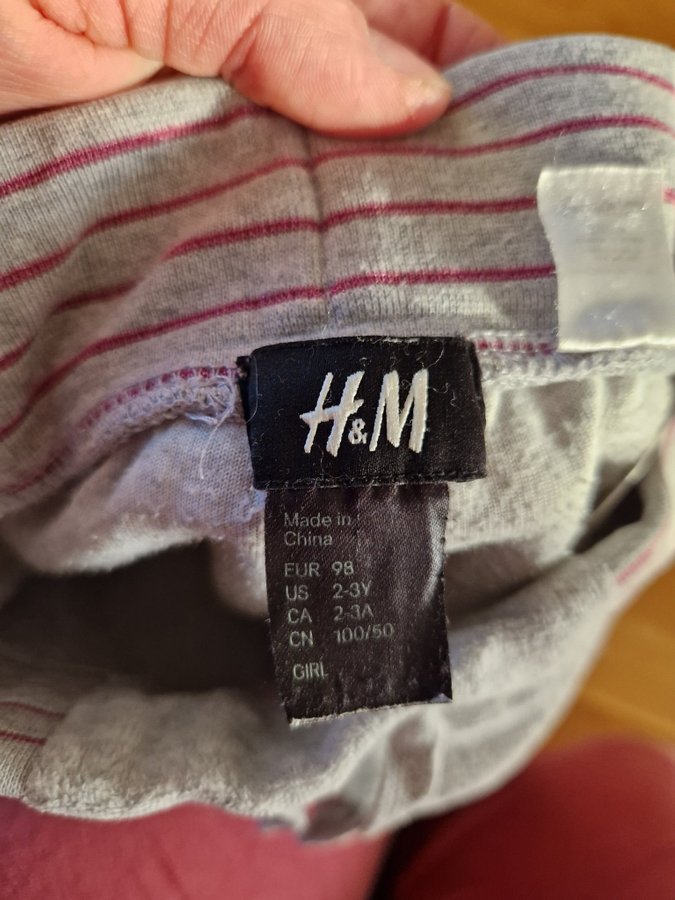 H&M
Made in
China
EUR 98
US 2-3Y
CA 2-3A
CN 100/50
GIRL